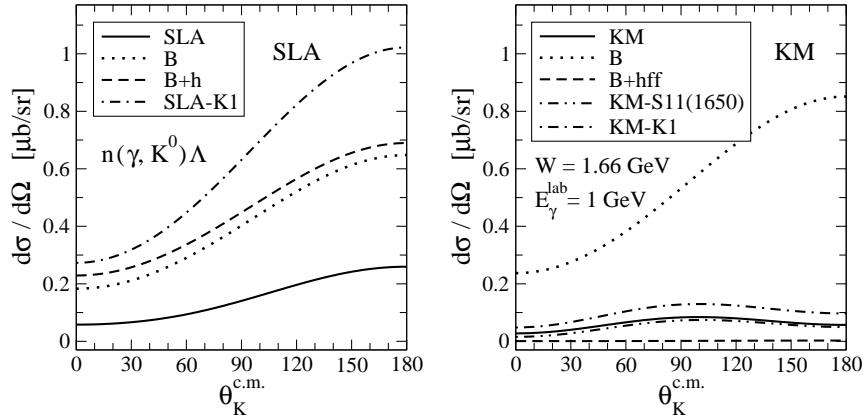 SLA
B
B+h
SLA-K1
SLA
n(γ, K⁰)Λ
dσ / dΩ [μb/sr]
1
0.8
0.6
0.4
0.2
0
0 30 60 90 120 150 180
θ_K^c.m.
KM
B
B+hff
KM-S11(1650)
KM-K1
KM
W = 1.66 GeV
E_γ^lab = 1 GeV
dσ / dΩ [μb/sr]
1
0.8
0.6
0.4
0.2
0
0 30 60 90 120 150 180
θ_K^c.m.